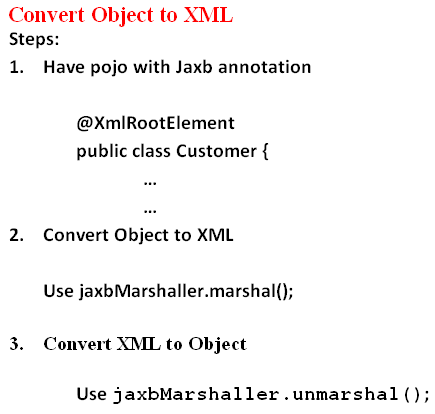 Convert Object to XML
Steps:
1. Have pojo with Jaxb annotation
@XmlRootElement
public class Customer {
...
...
2. Convert Object to XML
Use jaxbMarshaller.marshal();
3. Convert XML to Object
Use jaxbMarshaller.unmarshal();